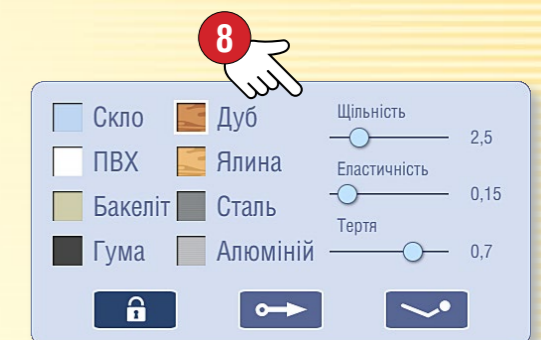 8
Скло Дуб
ПВХ Ялина
Бакеліт Сталь
Гума Алюміній
Щільність
2,5
Еластичність
0,15
Тертя
0,7